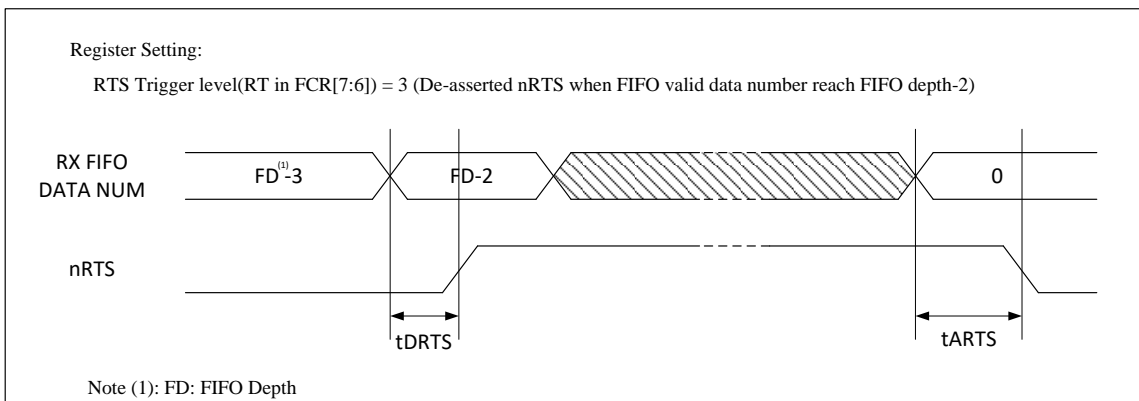 Register Setting:
RTS Trigger level(RT in FCR[7:6]) = 3 (De-asserted nRTS when FIFO valid data number reach FIFO depth-2)
RX FIFO
DATA NUM
FD⁽¹⁾-3
FD-2
0
nRTS
tDRTS
tARTS
Note (1): FD: FIFO Depth